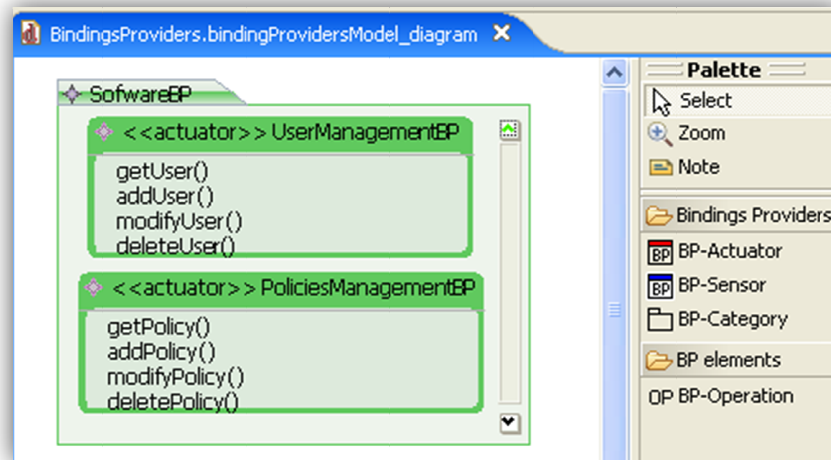 BindingsProviders.bindingProvidersModel_diagram
SofwareBP
<<actuator>> UserManagementBP
getUser()
addUser()
modifyUser()
deleteUser()
<<actuator>> PoliciesManagementBP
getPolicy()
addPolicy()
modifyPolicy()
deletePolicy()
Palette
Select
Zoom
Note
Bindings Providers
BP BP-Actuator
BP BP-Sensor
BP-Category
BP elements
OP BP-Operation